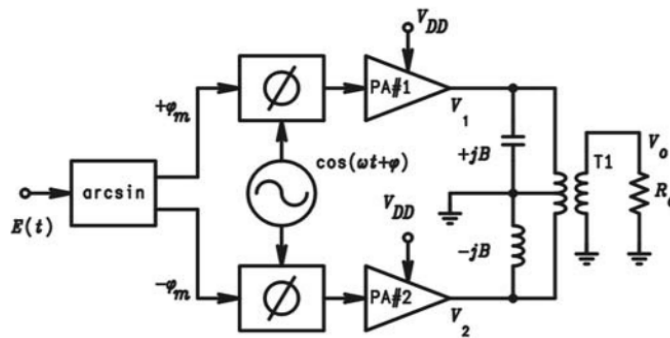 V_DD
+φ_m
Ø
PA#1
V_1
+jB
cos(ωt+φ)
arcsin
E(t)
T1
V_o
V_DD
-jB
-φ_m
Ø
PA#2
V_2